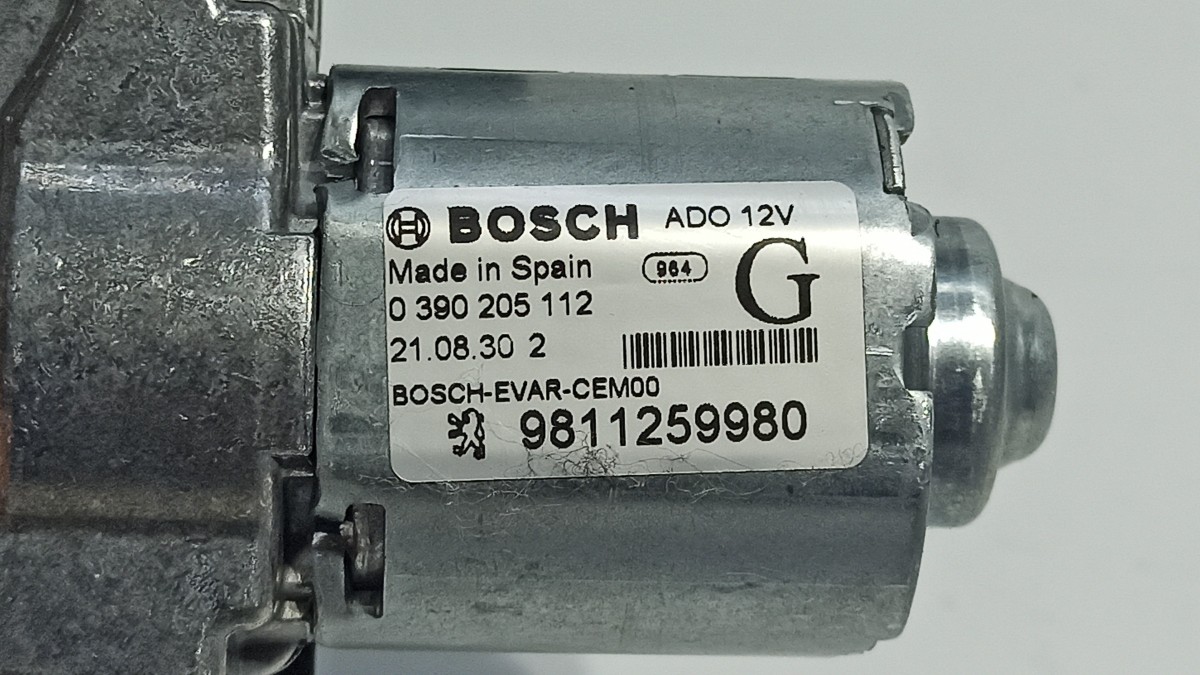 BOSCH ADO 12V
Made in Spain 964 G
0 390 205 112
21.08.30 2
BOSCH-EVAR-CEM00
9811259980